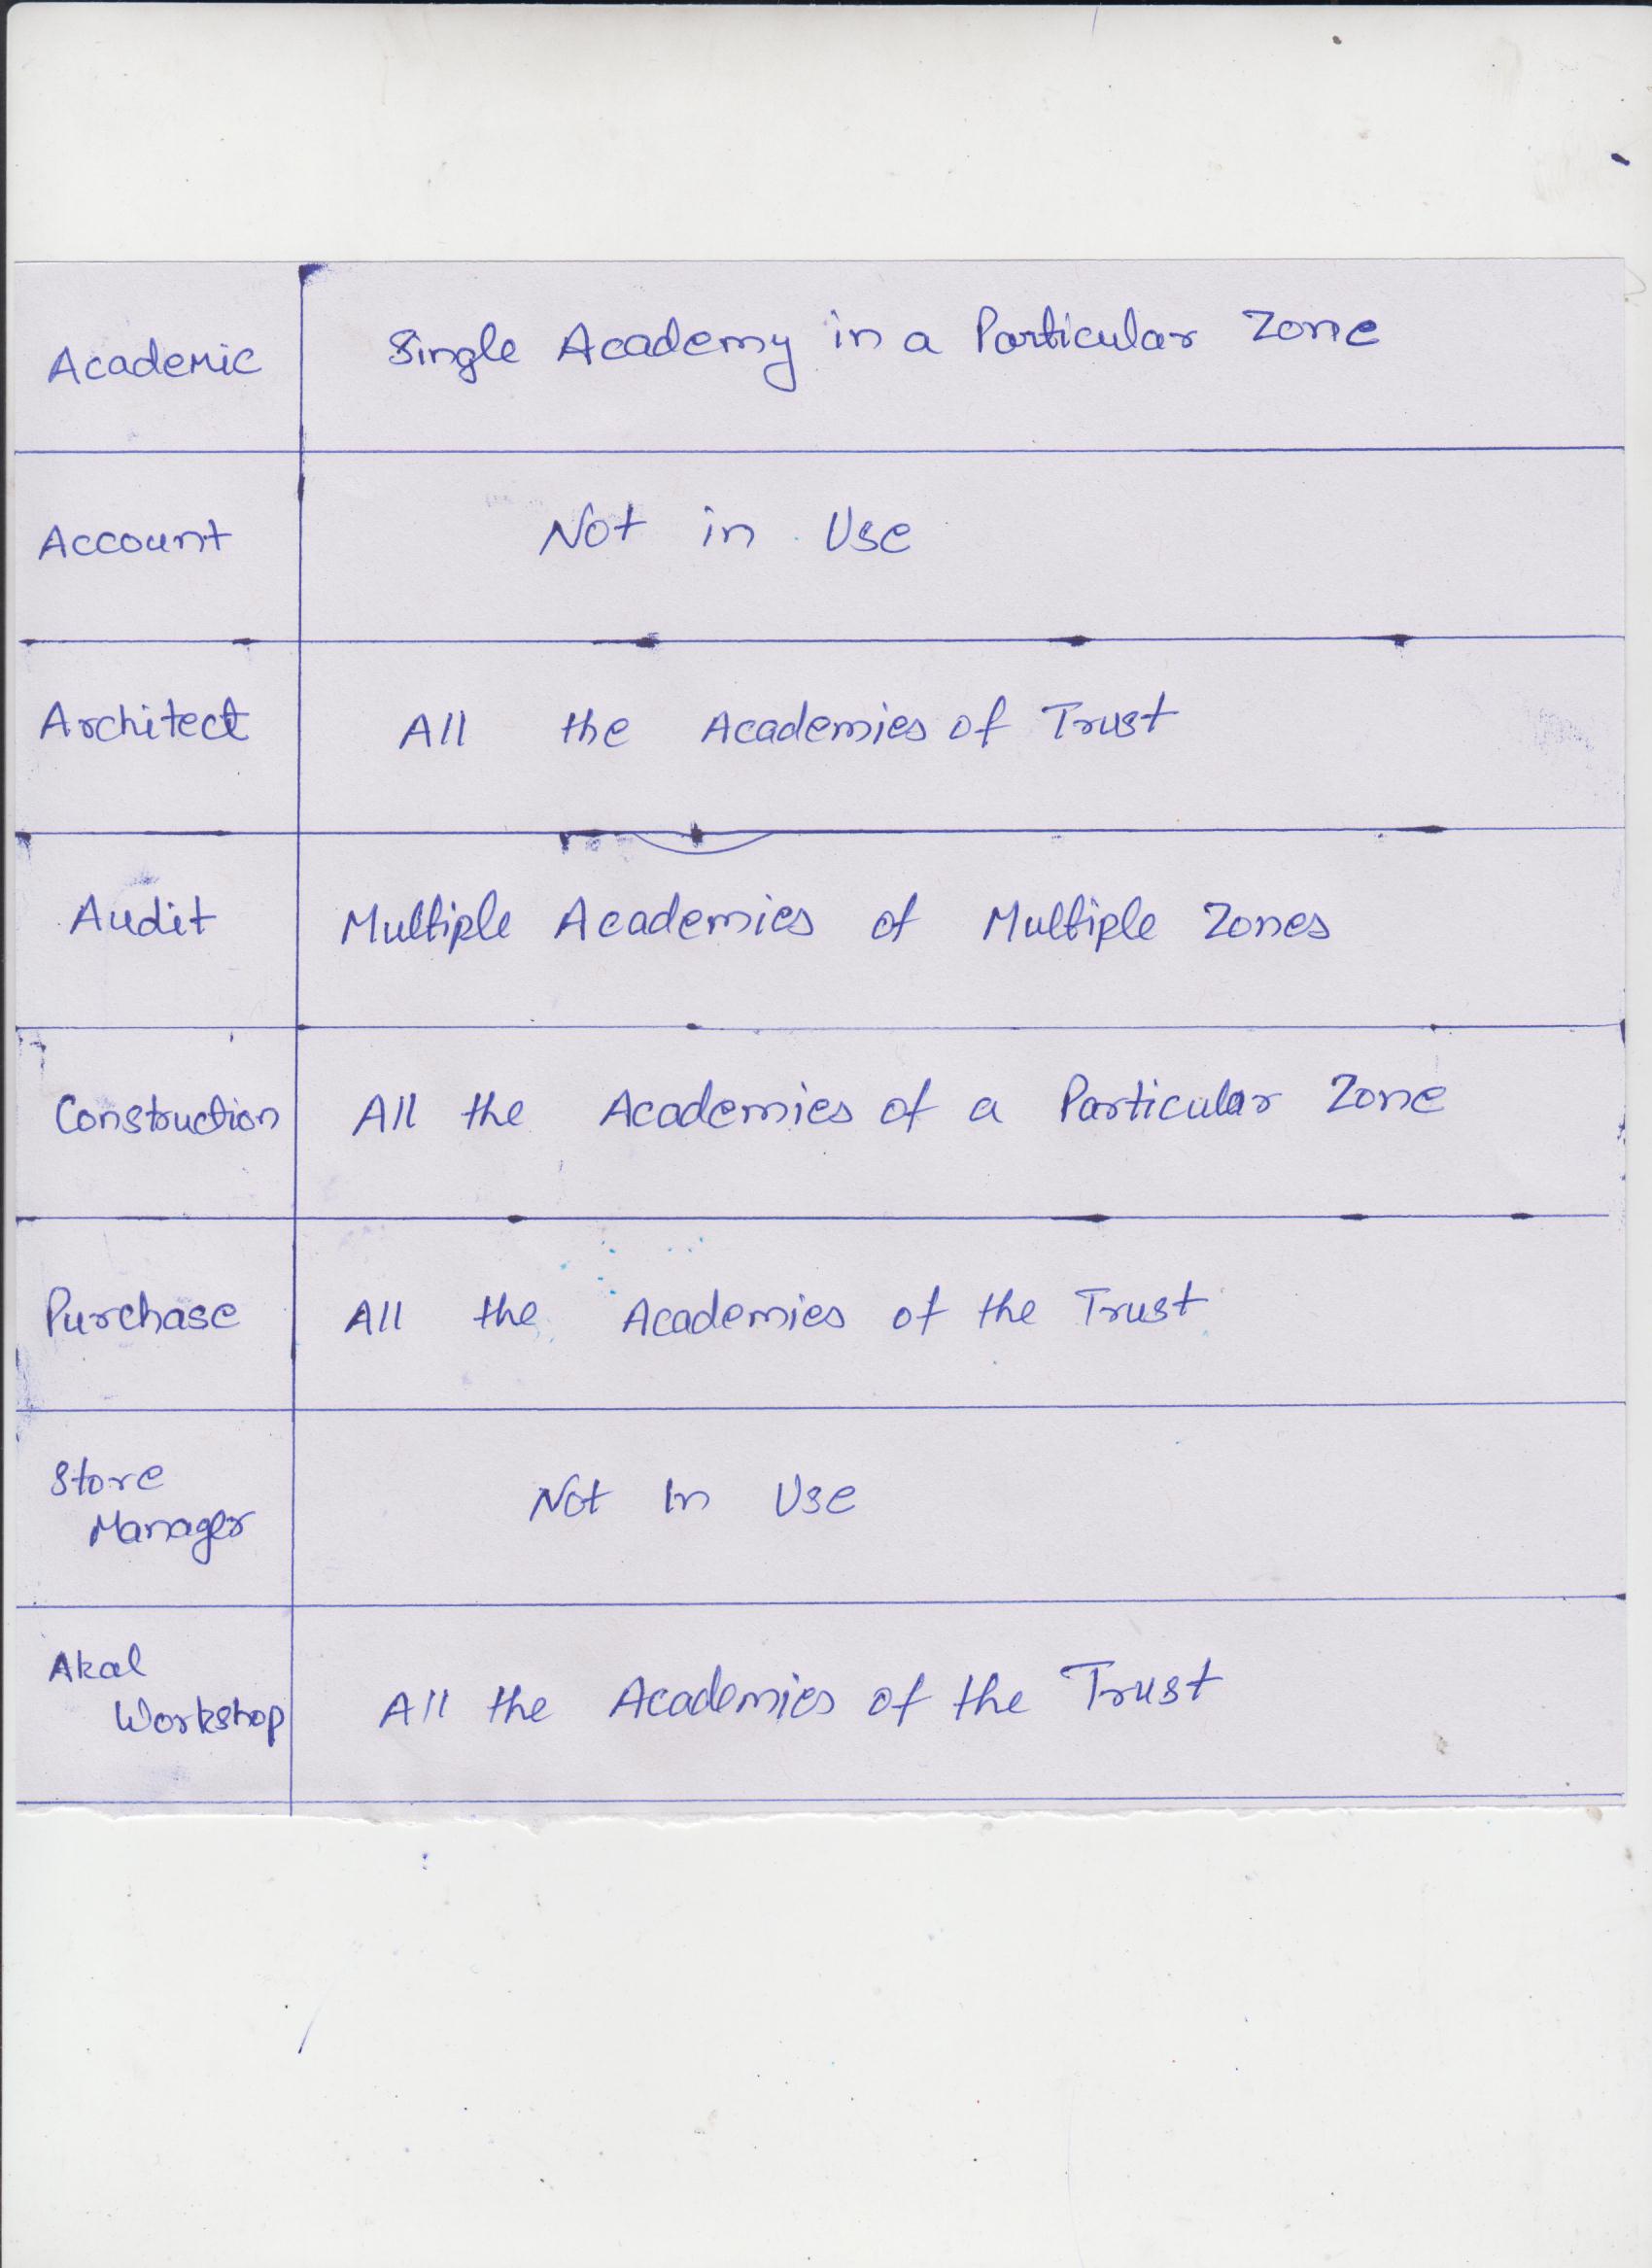 Academic Single Academy in a Particular Zone
Account Not in Use
Architect All the Academies of Trust
Audit Multiple Academies of Multiple Zones
Construction All the Academies of a Particular Zone
Purchase All the Academies of the Trust
Store
Manager Not In Use
Akal
Workshop All the Academies of the Trust